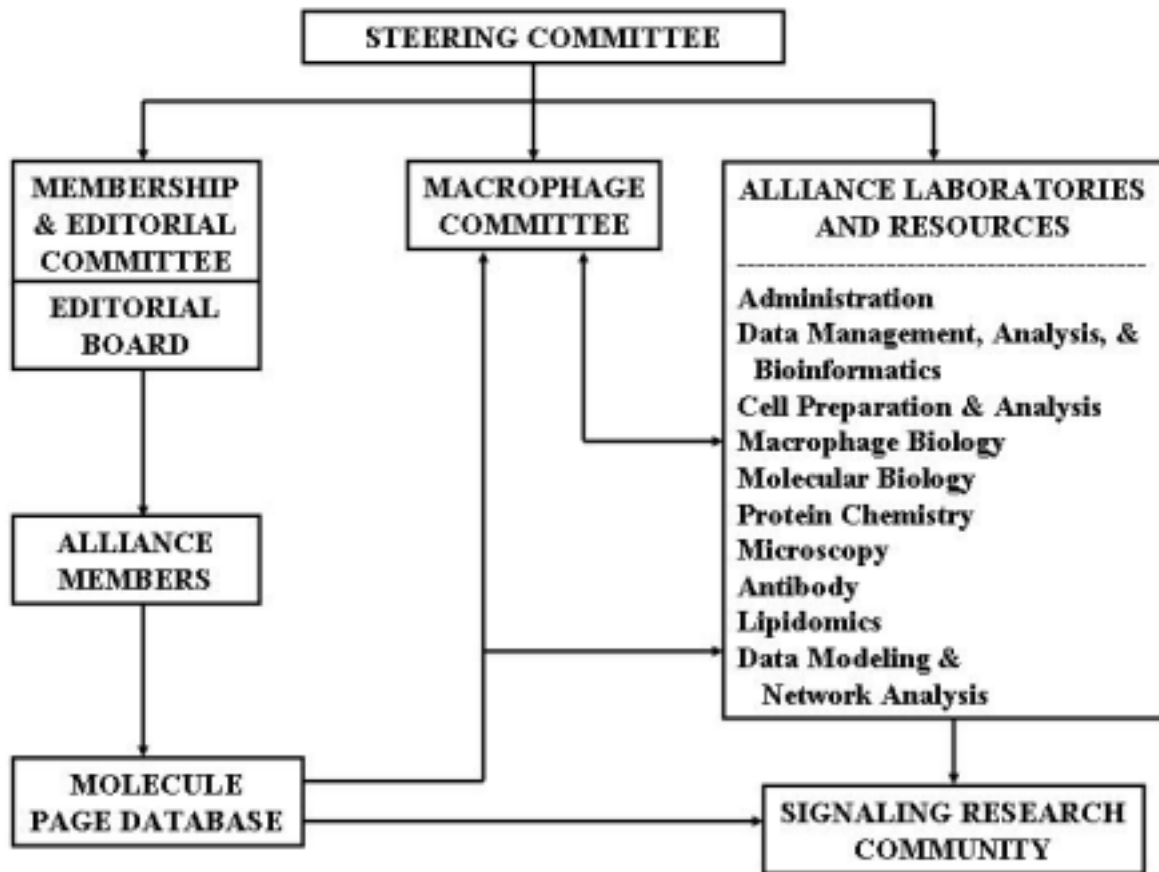 STEERING COMMITTEE
MEMBERSHIP
& EDITORIAL
COMMITTEE
EDITORIAL
BOARD
MACROPHAGE
COMMITTEE
ALLIANCE LABORATORIES
AND RESOURCES
Administration
Data Management, Analysis, &
Bioinformatics
Cell Preparation & Analysis
Macrophage Biology
Molecular Biology
Protein Chemistry
Microscopy
Antibody
Lipidomics
Data Modeling &
Network Analysis
ALLIANCE
MEMBERS
MOLECULE
PAGE DATABASE
SIGNALING RESEARCH
COMMUNITY